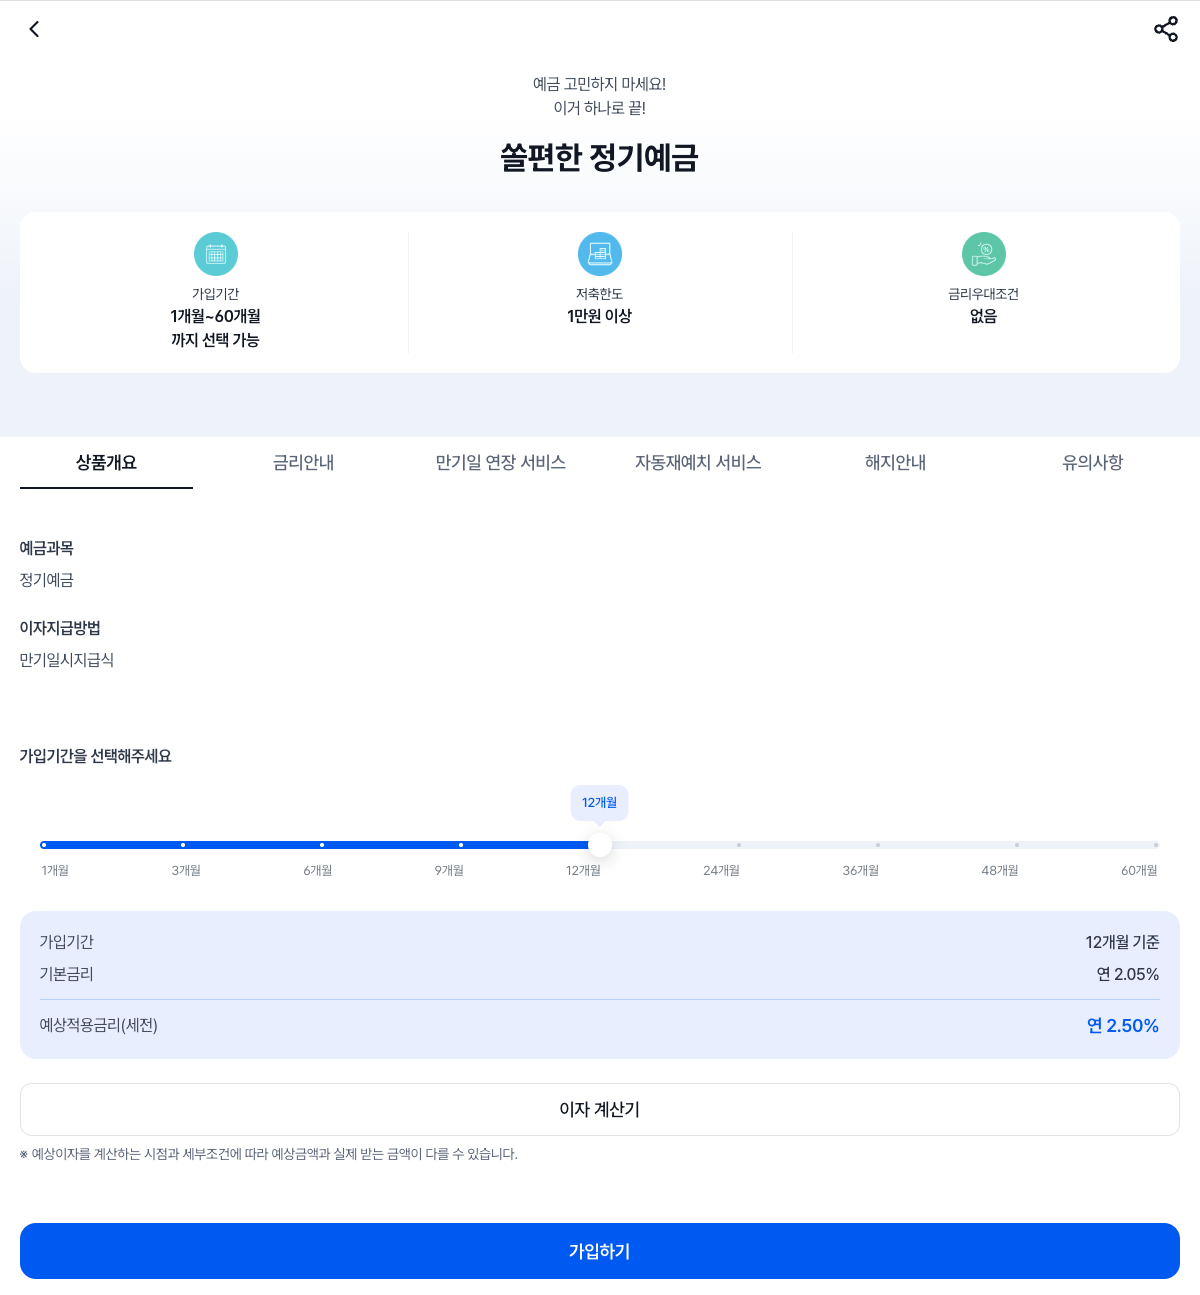 예금 고민하지 마세요!
이거 하나로 끝!
쏠편한 정기예금
가입기간
1개월~60개월
까지 선택 가능
저축한도
1만원 이상
금리우대조건
없음
상품개요 금리안내 만기일 연장 서비스 자동재예치 서비스 해지안내 유의사항
예금과목
정기예금
이자지급방법
만기일시지급식
가입기간을 선택해주세요
12개월
1개월 3개월 6개월 9개월 12개월 24개월 36개월 48개월 60개월
가입기간 12개월 기준
기본금리 연 2.05%
예상적용금리(세전) 연 2.50%
이자 계산기
※ 예상이자를 계산하는 시점과 세부조건에 따라 예상금액과 실제 받는 금액이 다를 수 있습니다.
가입하기